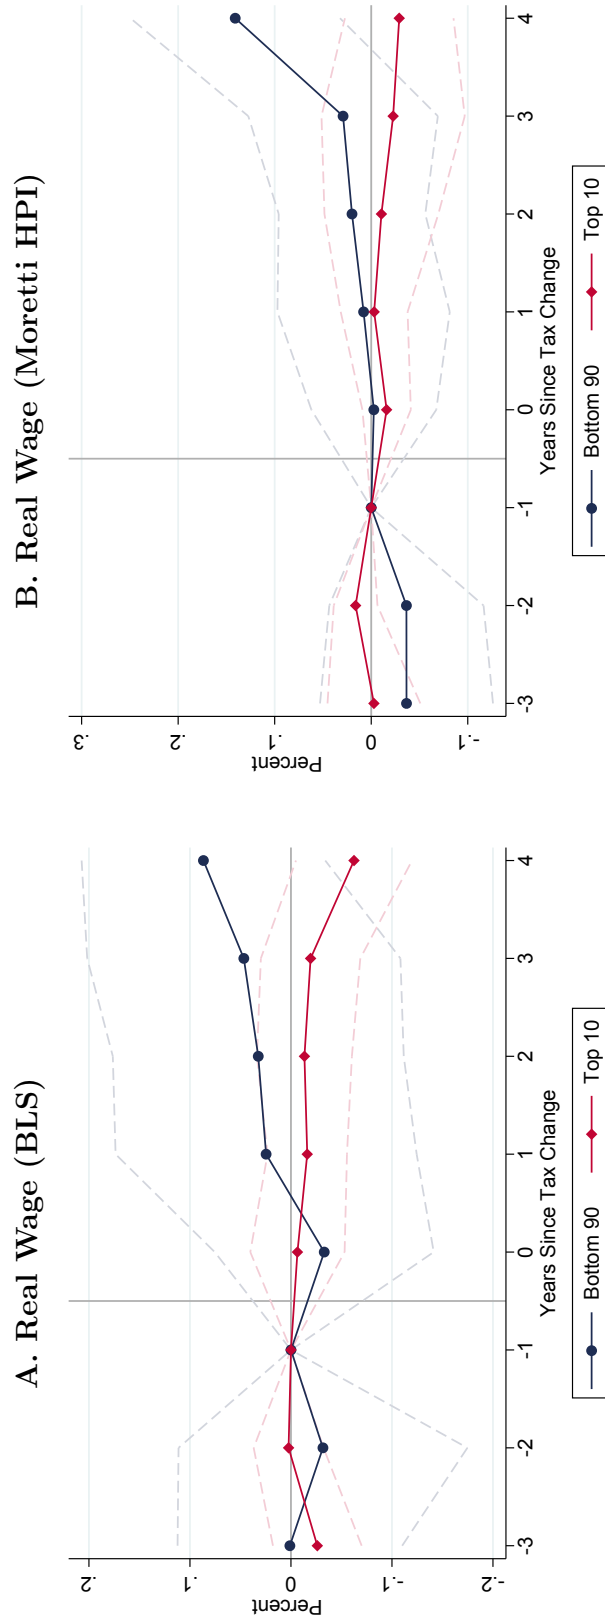 A. Real Wage (BLS)
Percent
.2
.1
0
-.1
-.2
-3 -2 -1 0 1 2 3 4
Years Since Tax Change
Bottom 90 Top 10
B. Real Wage (Moretti HPI)
Percent
.3
.2
.1
0
-.1
-3 -2 -1 0 1 2 3 4
Years Since Tax Change
Bottom 90 Top 10